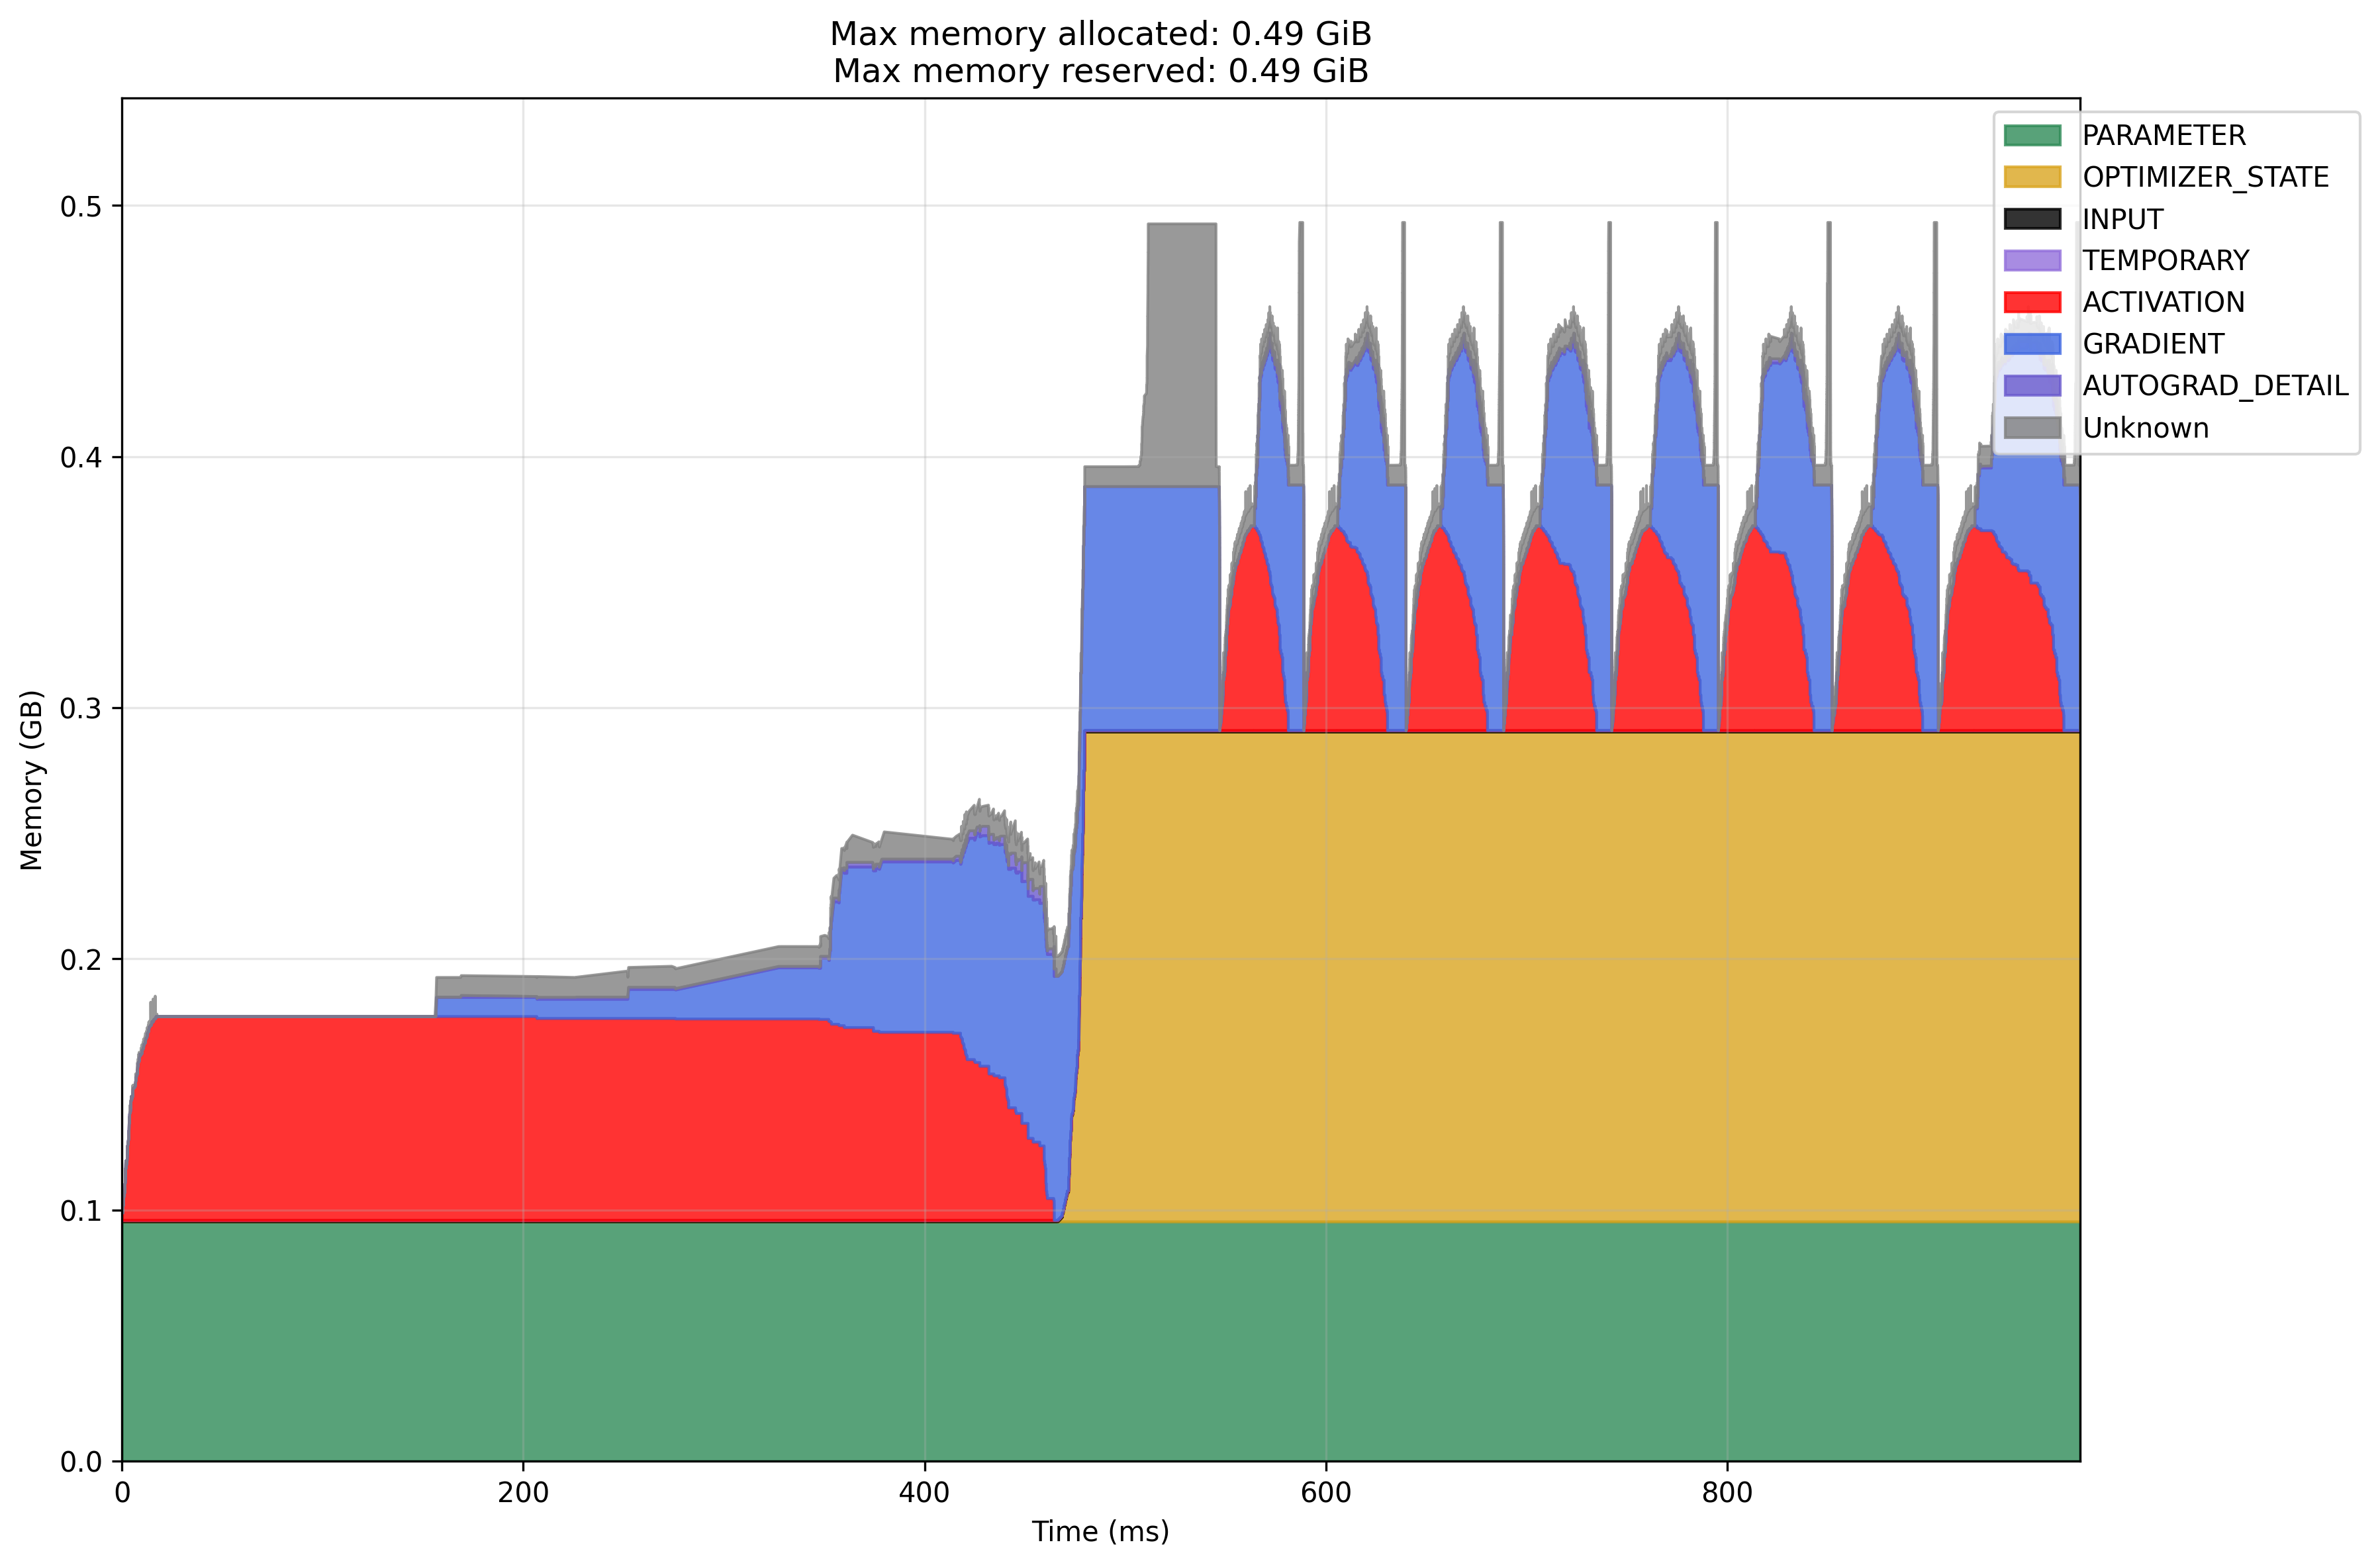 Max memory allocated: 0.49 GiB
Max memory reserved: 0.49 GiB
PARAMETER
OPTIMIZER_STATE
INPUT
TEMPORARY
ACTIVATION
GRADIENT
AUTOGRAD_DETAIL
Unknown
Memory (GB)
0.5
0.4
0.3
0.2
0.1
0.0
0
200
400
600
800
Time (ms)